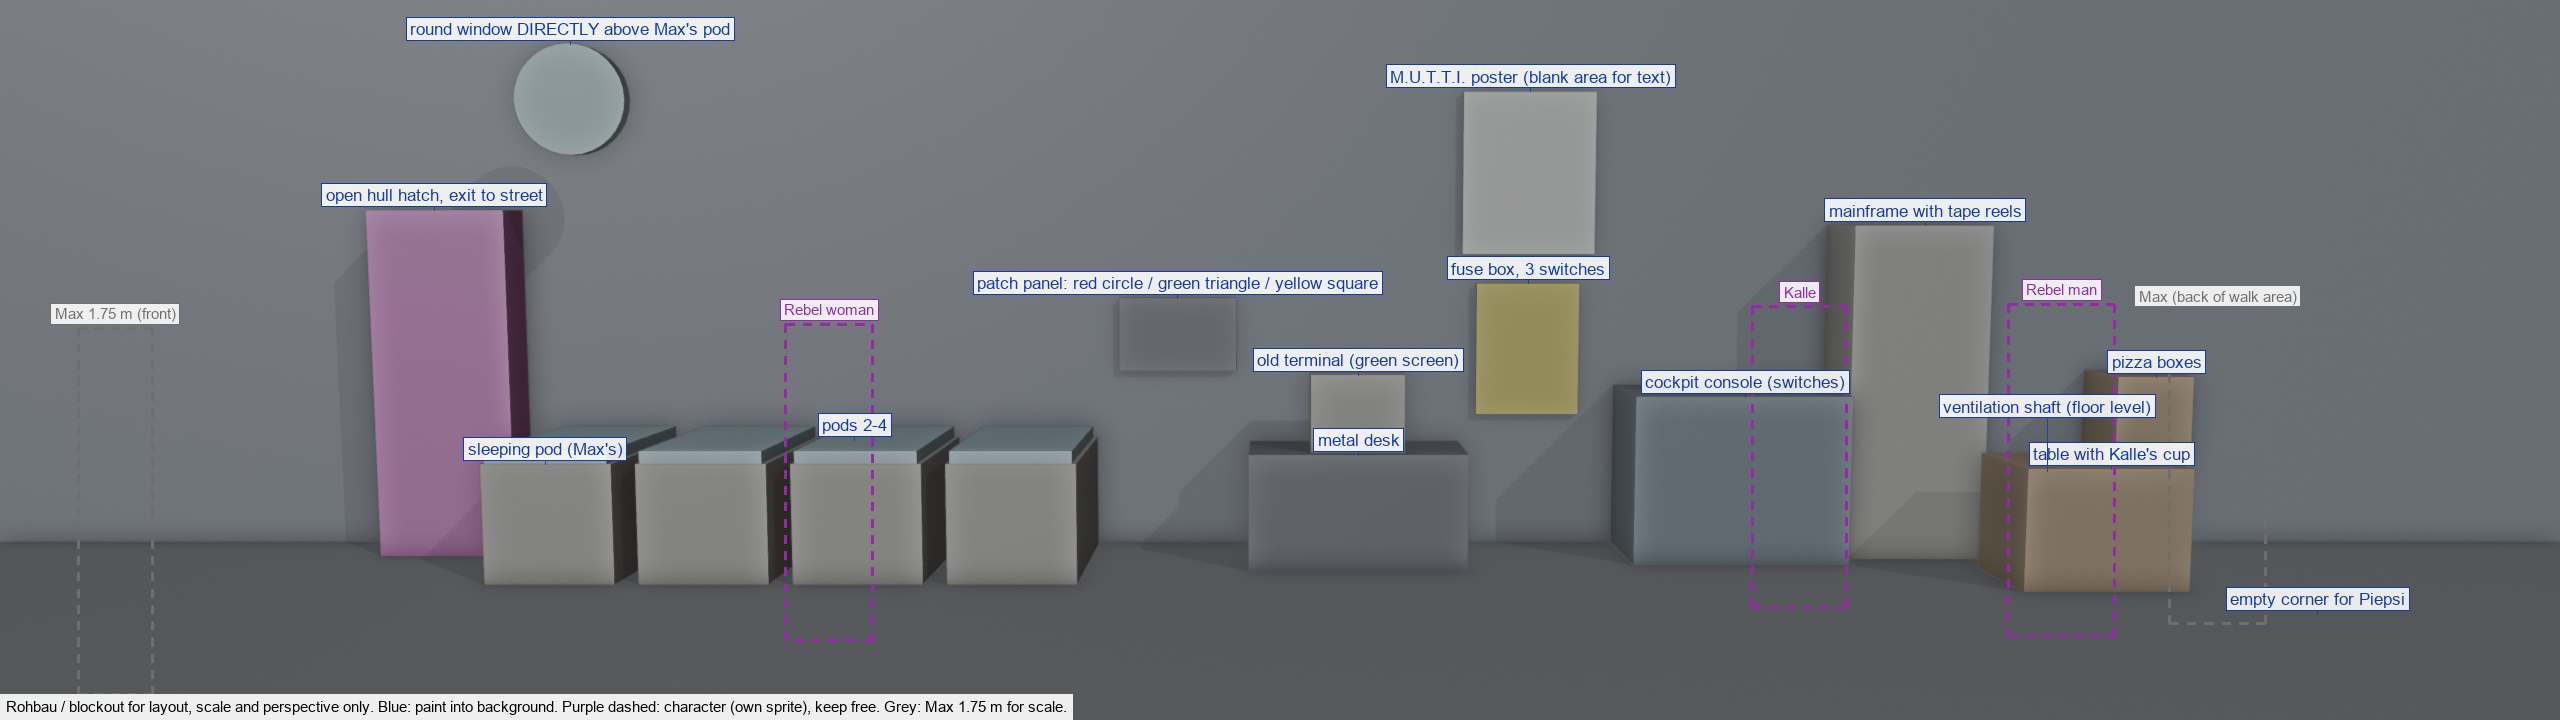 round window DIRECTLY above Max's pod
M.U.T.T.I. poster (blank area for text)
open hull hatch, exit to street
mainframe with tape reels
fuse box, 3 switches
patch panel: red circle / green triangle / yellow square
Kalle
Rebel man
Max (back of walk area)
Max 1.75 m (front)
Rebel woman
old terminal (green screen)
pizza boxes
cockpit console (switches)
ventilation shaft (floor level)
pods 2-4
metal desk
sleeping pod (Max's)
table with Kalle's cup
empty corner for Piepsi
Rohbau / blockout for layout, scale and perspective only. Blue: paint into background. Purple dashed: character (own sprite), keep free. Grey: Max 1.75 m for scale.